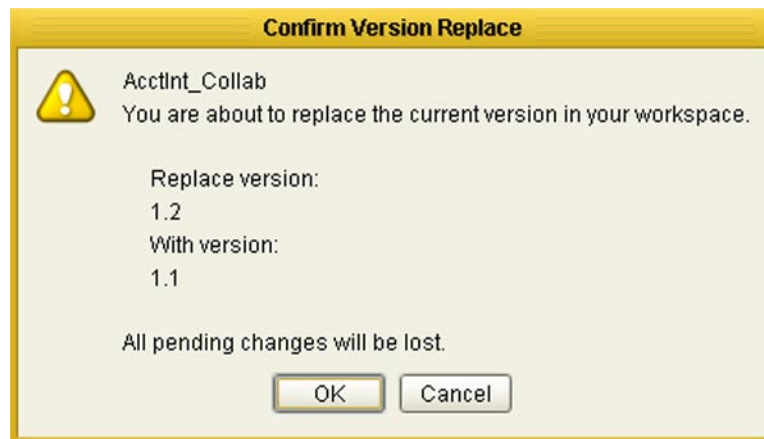 Confirm Version Replace
AcctInt_Collab
You are about to replace the current version in your workspace.
Replace version:
1.2
With version:
1.1
All pending changes will be lost.
OK
Cancel